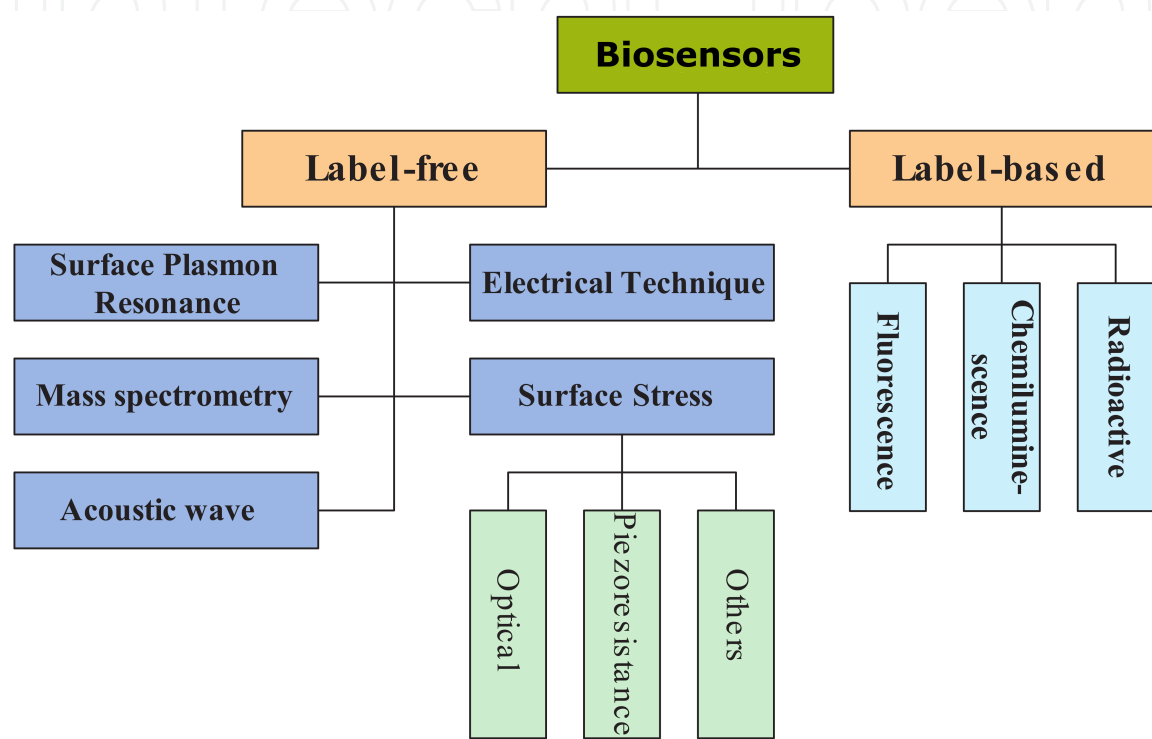 Biosensors
Label-free
Label-based
Surface Plasmon
Resonance
Electrical Technique
Mass spectrometry
Surface Stress
Acoustic wave
Optical
Piezoresistance
Others
Fluorescence
Chemilumine-
scence
Radioactive